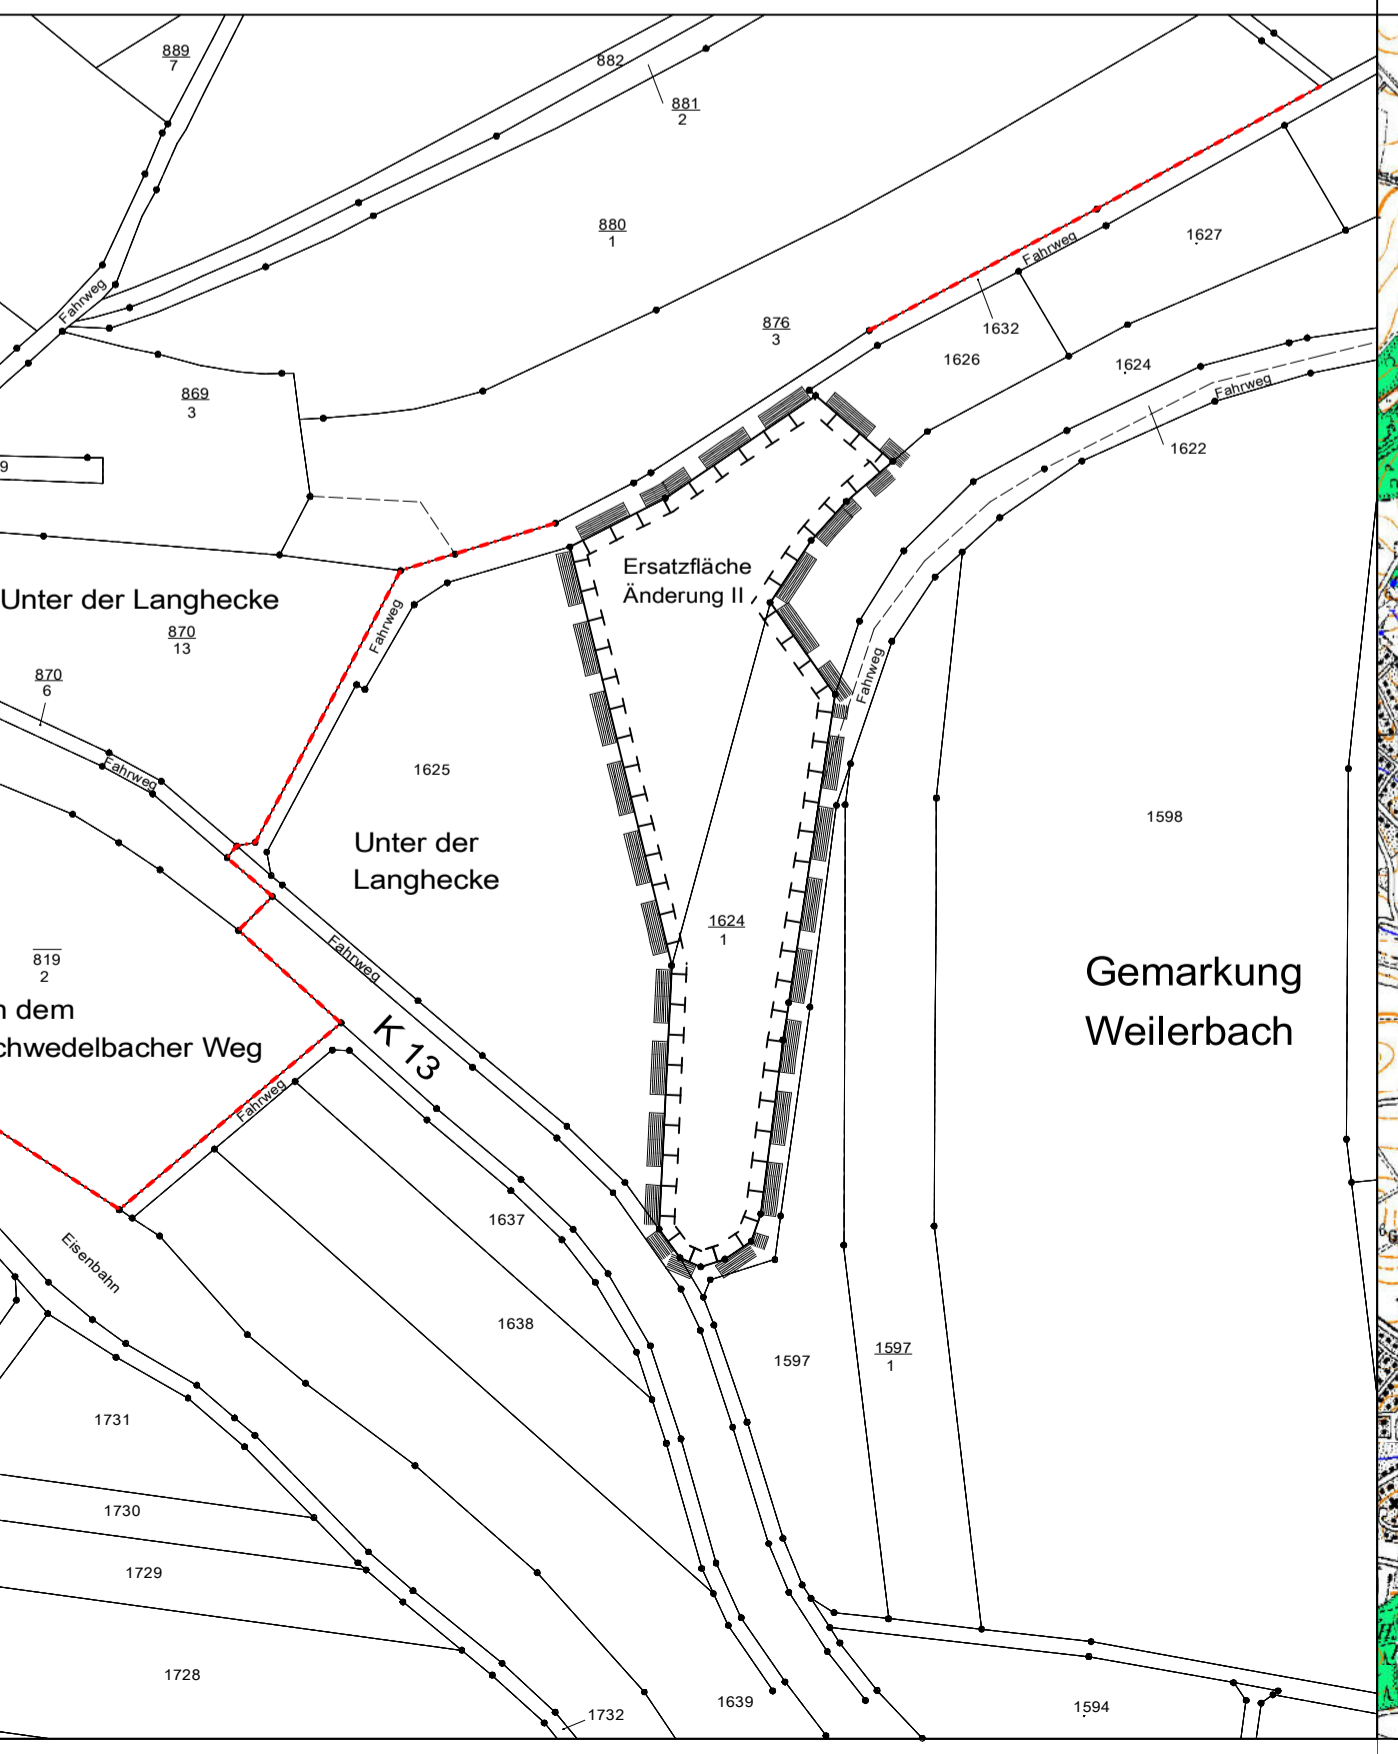 889
7
882
881
2
880
1
Fahrweg
1627
Fahrweg
876
3
1632
1626
1624
869
3
Fahrweg
1622
9
Ersatzfläche
Änderung II
Unter der Langhecke
870
13
Fahrweg
870
6
Fahrweg
Fahrweg
1625
1598
Unter der
Langhecke
1624
1
Fahrweg
819
2
Gemarkung
Weilerbach
n dem
chwedelbacher Weg
K 13
Fahrweg
1637
Eisenbahn
1638
1597
1597
1
1731
1730
1729
1728
1732
1639
1594